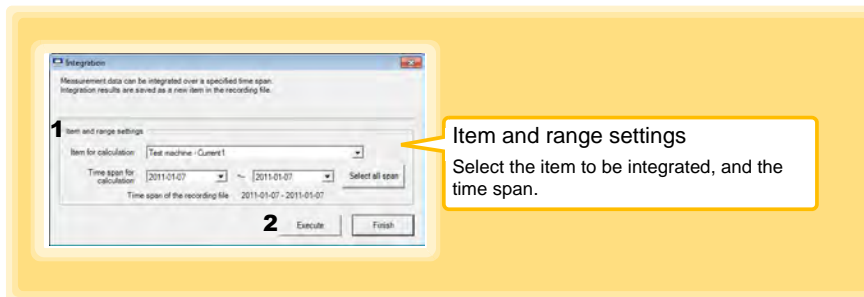 Integration
Measurement data can be integrated over a specified time span.
Integration results are saved as a new item in the recording file.
1
Item and range settings
Item for calculation Test machine - Current1
Time span for calculation 2011-01-07 ~ 2011-01-07 Select all span
Time span of the recording file 2011-01-07 - 2011-01-07
2 Execute Finish
Item and range settings
Select the item to be integrated, and the
time span.